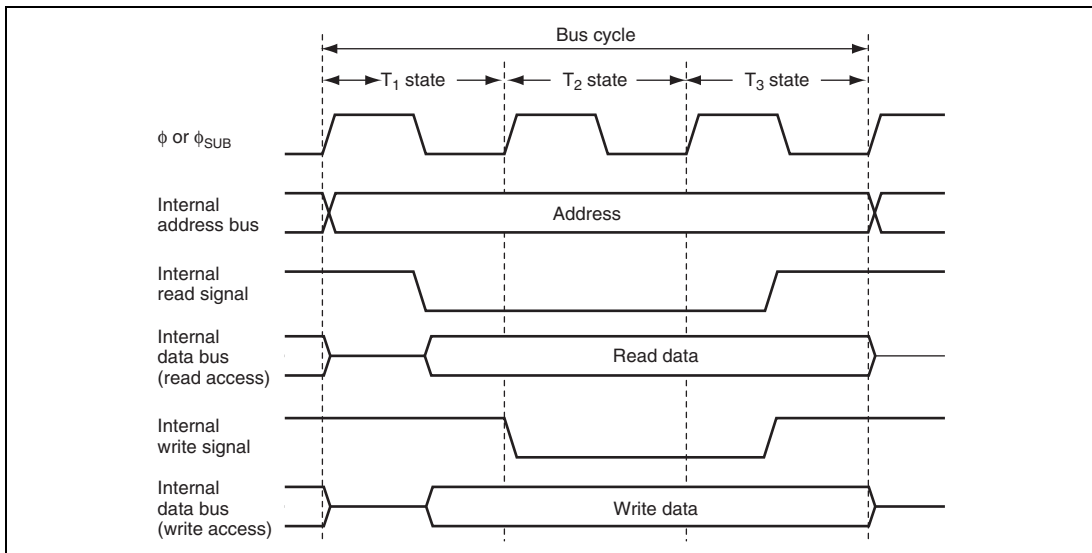 Bus cycle
T₁ state
T₂ state
T₃ state
ϕ or ϕSUB
Internal
address bus
Address
Internal
read signal
Internal
data bus
(read access)
Read data
Internal
write signal
Internal
data bus
(write access)
Write data